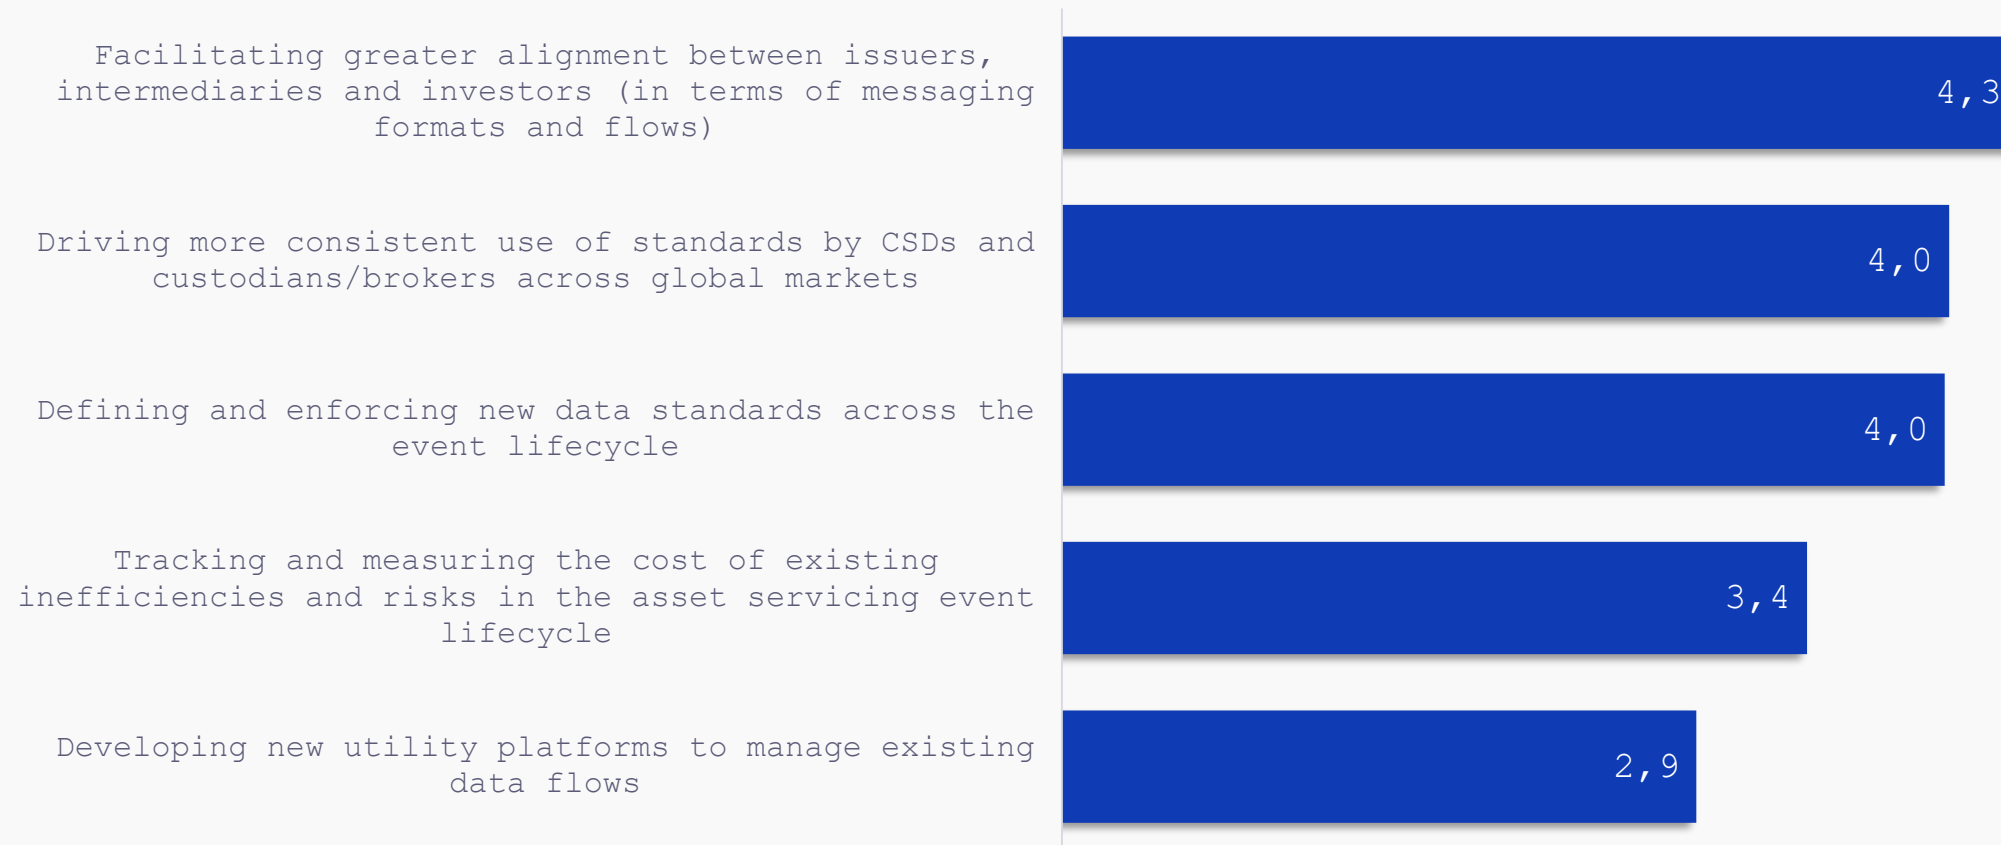 Facilitating greater alignment between issuers,
intermediaries and investors (in terms of messaging
formats and flows)
4,3
Driving more consistent use of standards by CSDs and
custodians/brokers across global markets
4,0
Defining and enforcing new data standards across the
event lifecycle
4,0
Tracking and measuring the cost of existing
inefficiencies and risks in the asset servicing event
lifecycle
3,4
Developing new utility platforms to manage existing
data flows
2,9